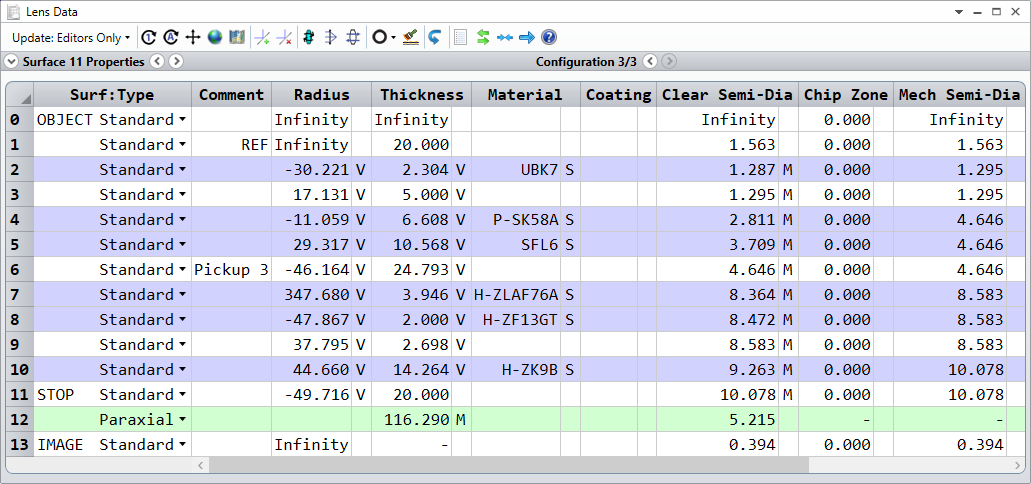 Lens Data
Update: Editors Only
Surface 11 Properties Configuration 3/3
Surf:Type Comment Radius Thickness Material Coating Clear Semi-Dia Chip Zone Mech Semi-Dia
0 OBJECT Standard Infinity Infinity Infinity 0.000 Infinity
1 Standard REF Infinity 20.000 1.563 0.000 1.563
2 Standard -30.221 V 2.304 V UBK7 S 1.287 M 0.000 1.295
3 Standard 17.131 V 5.000 V 1.295 M 0.000 1.295
4 Standard -11.059 V 6.608 V P-SK58A S 2.811 M 0.000 4.646
5 Standard 29.317 V 10.568 V SFL6 S 3.709 M 0.000 4.646
6 Standard Pickup 3 -46.164 V 24.793 V 4.646 M 0.000 4.646
7 Standard 347.680 V 3.946 V H-ZLAF76A S 8.364 M 0.000 8.583
8 Standard -47.867 V 2.000 V H-ZF13GT S 8.472 M 0.000 8.583
9 Standard 37.795 V 2.698 V 8.583 M 0.000 8.583
10 Standard 44.660 V 14.264 V H-ZK9B S 9.263 M 0.000 10.078
11 STOP Standard -49.716 V 20.000 10.078 M 0.000 10.078
12 Paraxial 116.290 M 5.215 - -
13 IMAGE Standard Infinity - 0.394 0.000 0.394